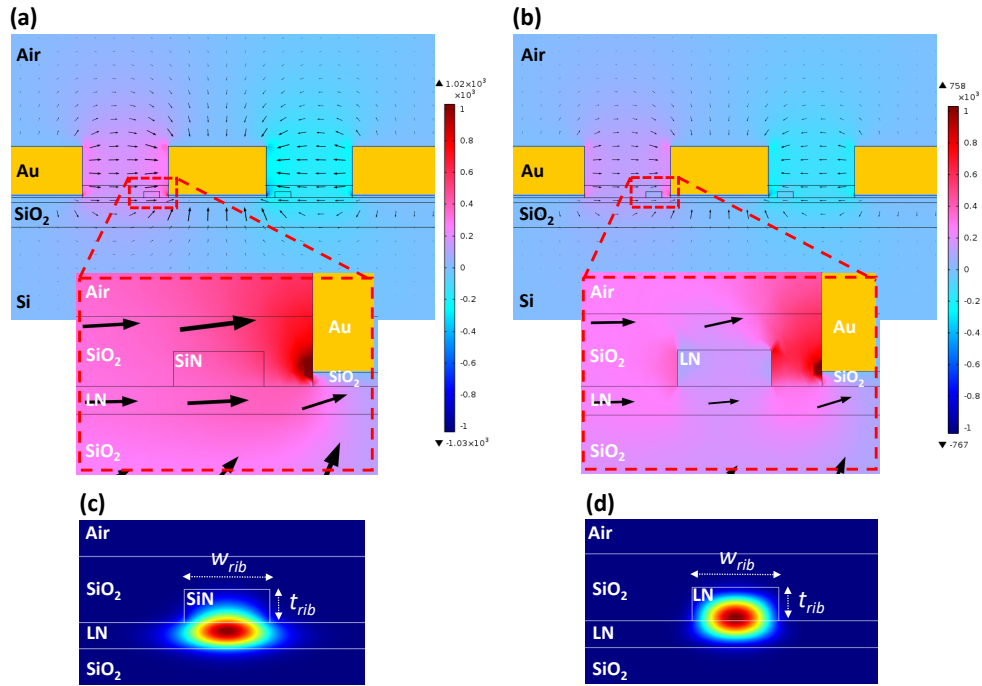 (a)
Air
Au
SiO₂
Si
▲ 1.02×10³
×10³
1
0.8
0.6
0.4
0.2
0
-0.2
-0.4
-0.6
-0.8
-1
▼ -1.03×10³
Air
Au
SiO₂
SiN
SiO₂
LN
SiO₂
(b)
Air
Au
SiO₂
Si
▲ 758
×10³
1
0.8
0.6
0.4
0.2
0
-0.2
-0.4
-0.6
-0.8
-1
▼ -767
Air
Au
SiO₂
LN
SiO₂
LN
SiO₂
(c)
Air
w_rib
SiO₂
SiN
t_rib
LN
SiO₂
(d)
Air
w_rib
SiO₂
LN
t_rib
LN
SiO₂